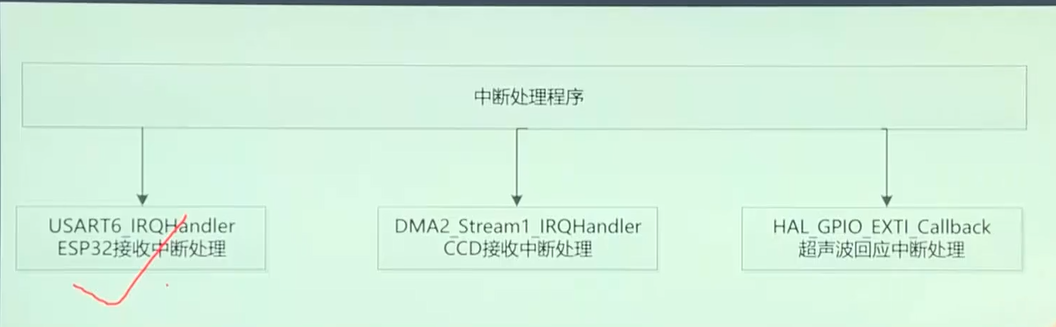 中断处理程序
USART6_IRQHandler
ESP32接收中断处理
DMA2_Stream1_IRQHandler
CCD接收中断处理
HAL_GPIO_EXTI_Callback
超声波回应中断处理